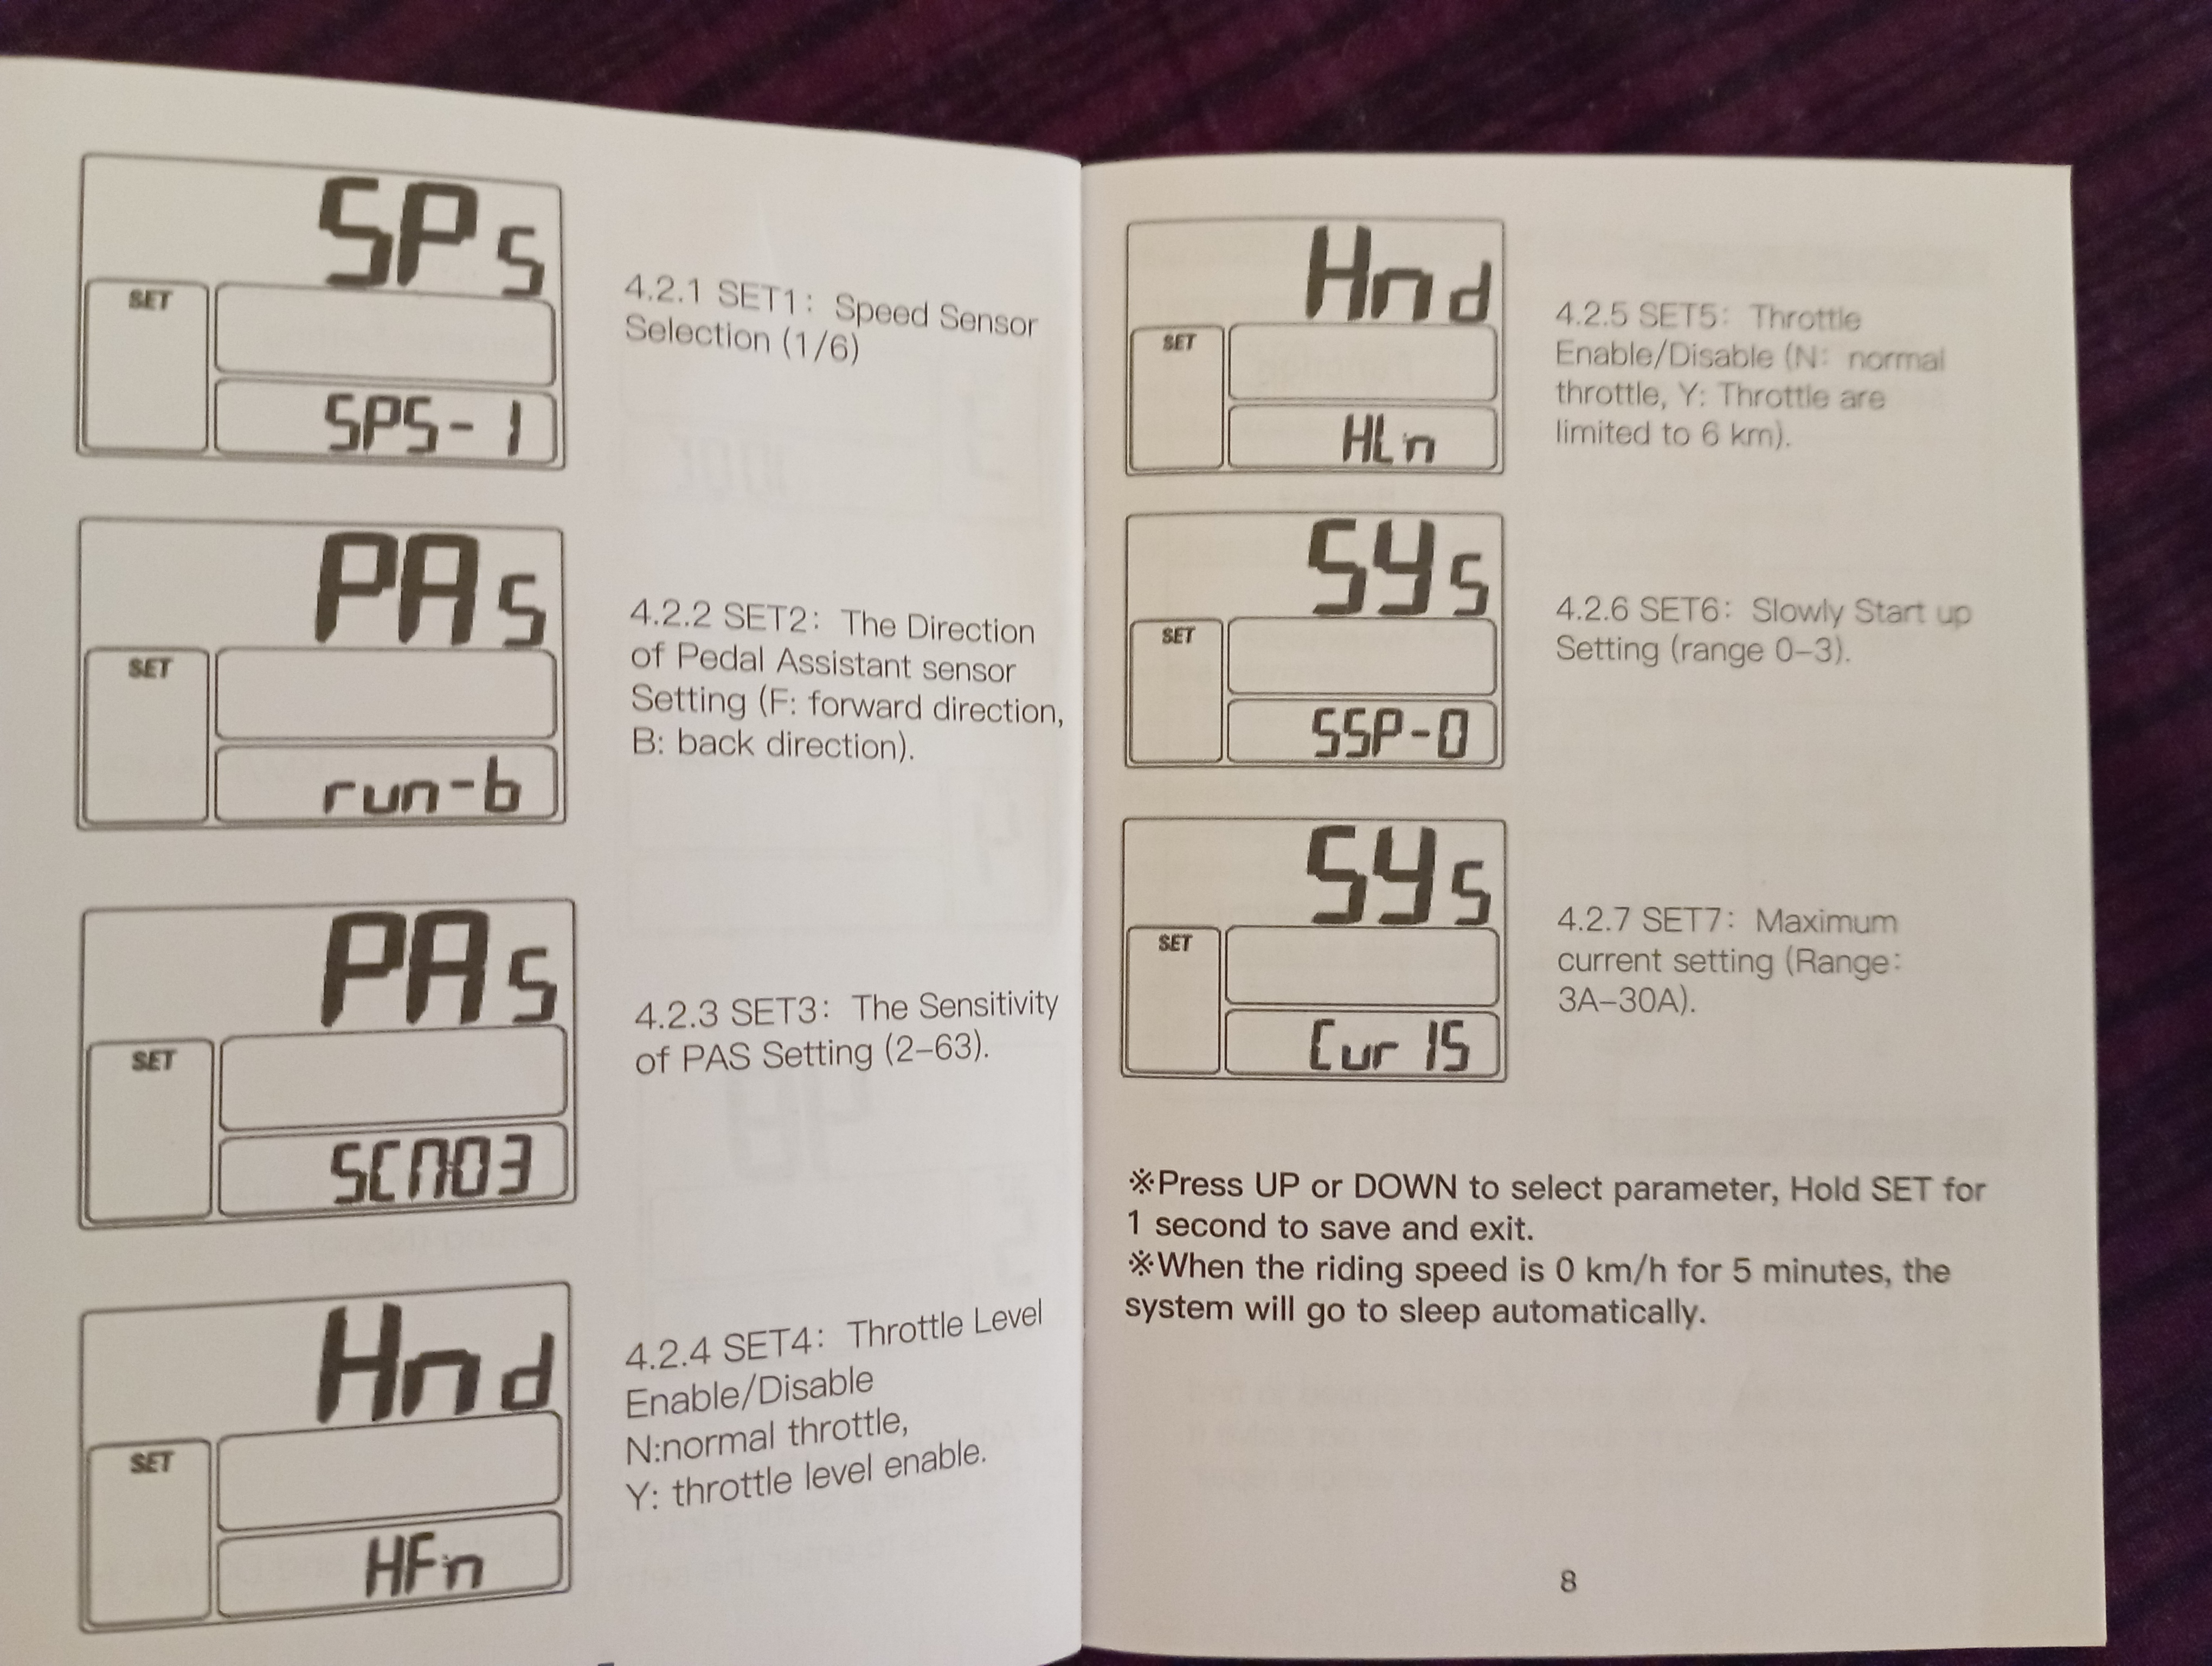 SPs
SET
SPS-1
4.2.1 SET1: Speed Sensor
Selection (1/6)
PAs
SET
run-b
4.2.2 SET2: The Direction
of Pedal Assistant sensor
Setting (F: forward direction,
B: back direction).
PAs
SET
SCN03
4.2.3 SET3: The Sensitivity
of PAS Setting (2–63).
Hnd
SET
HFn
4.2.4 SET4: Throttle Level
Enable/Disable
N:normal throttle,
Y: throttle level enable.
Hnd
SET
HLn
4.2.5 SET5: Throttle
Enable/Disable (N: normal
throttle, Y: Throttle are
limited to 6 km).
SYs
SET
SSP-0
4.2.6 SET6: Slowly Start up
Setting (range 0–3).
SYs
SET
Cur 15
4.2.7 SET7: Maximum
current setting (Range:
3A–30A).
※Press UP or DOWN to select parameter, Hold SET for
1 second to save and exit.
※When the riding speed is 0 km/h for 5 minutes, the
system will go to sleep automatically.
8